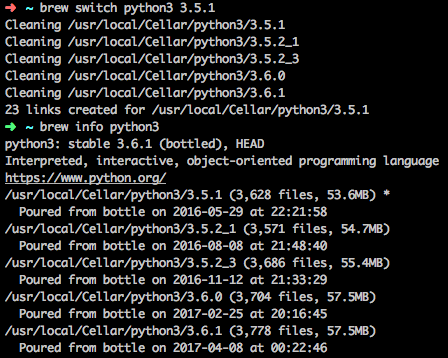 ➜ ~ brew switch python3 3.5.1
Cleaning /usr/local/Cellar/python3/3.5.1
Cleaning /usr/local/Cellar/python3/3.5.2_1
Cleaning /usr/local/Cellar/python3/3.5.2_3
Cleaning /usr/local/Cellar/python3/3.6.0
Cleaning /usr/local/Cellar/python3/3.6.1
23 links created for /usr/local/Cellar/python3/3.5.1
➜ ~ brew info python3
python3: stable 3.6.1 (bottled), HEAD
Interpreted, interactive, object-oriented programming language
https://www.python.org/
/usr/local/Cellar/python3/3.5.1 (3,628 files, 53.6MB) *
  Poured from bottle on 2016-05-29 at 22:21:58
/usr/local/Cellar/python3/3.5.2_1 (3,571 files, 54.7MB)
  Poured from bottle on 2016-08-08 at 21:48:40
/usr/local/Cellar/python3/3.5.2_3 (3,686 files, 55.4MB)
  Poured from bottle on 2016-11-12 at 21:33:29
/usr/local/Cellar/python3/3.6.0 (3,704 files, 57.5MB)
  Poured from bottle on 2017-02-25 at 20:16:45
/usr/local/Cellar/python3/3.6.1 (3,778 files, 57.5MB)
  Poured from bottle on 2017-04-08 at 00:22:46